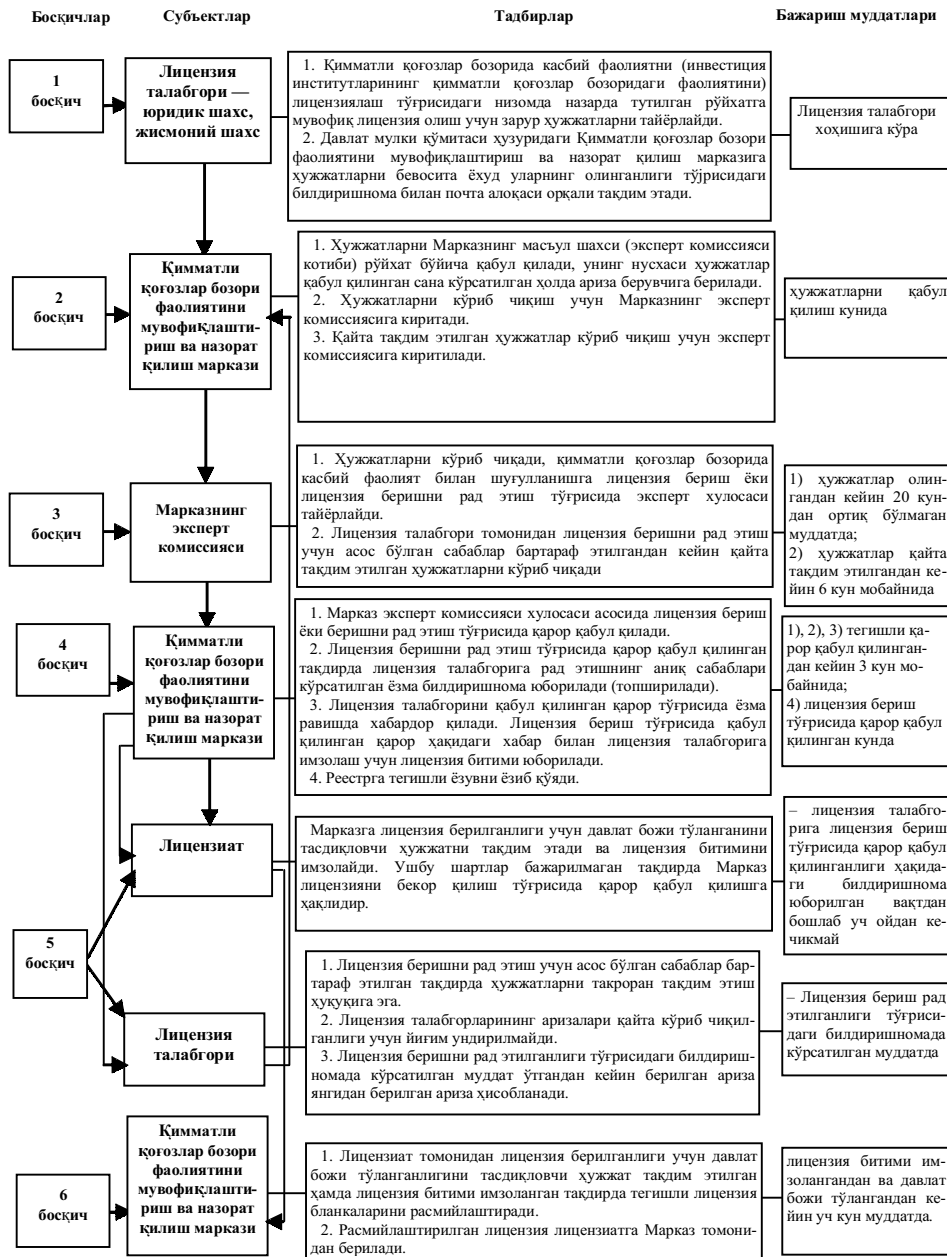 Босқичлар Субъектлар Тадбирлар Бажариш муддатлари
1
босқич
Лицензия
талабгори —
юридик шахс,
жисмоний шахс
1. Қимматли қоғозлар бозорида касбий фаолиятни (инвестиция
институтларининг қимматли қоғозлар бозоридаги фаолиятини)
лицензиялаш тўғрисидаги низомда назарда тутилган рўйхатга
мувофиқ лицензия олиш учун зарур ҳужжатларни тайёрлайди.
2. Давлат мулки қўмитаси ҳузуридаги Қимматли қоғозлар бозори
фаолиятини мувофиқлаштириш ва назорат қилиш марказига
ҳужжатларни бевосита ёхуд уларнинг олинганлиги тўјрисидаги
билдиришнома билан почта алоқаси орқали тақдим этади.
Лицензия талабгори
хоҳишига кўра
2
босқич
Қимматли
қоғозлар бозори
фаолиятини
мувофиқлашти-
риш ва назорат
қилиш маркази
1. Ҳужжатларни Марказнинг масъул шахси (эксперт комиссияси
котиби) рўйхат бўйича қабул қилади, унинг нусхаси ҳужжатлар
қабул қилинган сана кўрсатилган ҳолда ариза берувчига берилади.
2. Ҳужжатларни кўриб чиқиш учун Марказнинг эксперт
комиссиясига киритади.
3. Қайта тақдим этилган ҳужжатлар кўриб чиқиш учун эксперт
комиссиясига киритилади.
ҳужжатларни қабул
қилиш кунида
3
босқич
Марказнинг
эксперт
комиссияси
1. Ҳужжатларни кўриб чиқади, қимматли қоғозлар бозорида
касбий фаолият билан шуғулланишга лицензия бериш ёки
лицензия беришни рад этиш тўғрисида эксперт хулосаси
тайёрлайди.
2. Лицензия талабгори томонидан лицензия беришни рад этиш
учун асос бўлган сабаблар бартараф этилгандан кейин қайта
тақдим этилган ҳужжатларни кўриб чиқади
1) ҳужжатлар олин-
гандан кейин 20 кун-
дан ортиқ бўлмаган
муддатда;
2) ҳужжатлар қайта
тақдим этилгандан ке-
йин 6 кун мобайнида
4
босқич
Қимматли
қоғозлар бозори
фаолиятини
мувофиқлашти-
риш ва назорат
қилиш маркази
1. Марказ эксперт комиссияси хулосаси асосида лицензия бериш
ёки беришни рад этиш тўғрисида қарор қабул қилади.
2. Лицензия беришни рад этиш тўғрисида қарор қабул қилинган
тақдирда лицензия талабгорига рад этишнинг аниқ сабаблари
кўрсатилган ёзма билдиришнома юборилади (топширилади).
3. Лицензия талабгорини қабул қилинган қарор тўғрисида ёзма
равишда хабардор қилади. Лицензия бериш тўғрисида қабул
қилинган қарор ҳақидаги хабар билан лицензия талабгорига
имзолаш учун лицензия битими юборилади.
4. Реестрга тегишли ёзувни ёзиб қўяди.
1), 2), 3) тегишли қа-
рор қабул қилинган-
дан кейин 3 кун мо-
байнида;
4) лицензия бериш
тўғрисида қарор қабул
қилинган кунда
5
босқич
Лицензиат
Марказга лицензия берилганлиги учун давлат божи тўланганини
тасдиқловчи ҳужжатни тақдим этади ва лицензия битимини
имзолайди. Ушбу шартлар бажарилмаган тақдирда Марказ
лицензияни бекор қилиш тўғрисида қарор қабул қилишга
ҳақлидир.
– лицензия талабго-
рига лицензия бериш
тўғрисида қарор қабул
қилинганлиги ҳақида-
ги билдиришнома
юборилган вақтдан
бошлаб уч ойдан ке-
чикмай
Лицензия
талабгори
1. Лицензия беришни рад этиш учун асос бўлган сабаблар бар-
тараф этилган тақдирда ҳужжатларни такроран тақдим этиш
ҳуқуқига эга.
2. Лицензия талабгорларининг аризалари қайта кўриб чиқил-
ганлиги учун йиғим ундирилмайди.
3. Лицензия беришни рад этилганлиги тўғрисидаги билдириш-
номада кўрсатилган муддат ўтгандан кейин берилган ариза
янгидан берилган ариза ҳисобланади.
– Лицензия бериш рад
этилганлиги тўғриси-
даги билдиришномада
кўрсатилган муддатда
6
босқич
Қимматли
қоғозлар бозори
фаолиятини
мувофиқлашти-
риш ва назорат
қилиш маркази
1. Лицензиат томонидан лицензия берилганлиги учун давлат
божи тўланганлигини тасдиқловчи ҳужжат тақдим этилган
ҳамда лицензия битими имзоланган тақдирда тегишли лицензия
бланкаларини расмийлаштиради.
2. Расмийлаштирилган лицензия лицензиатга Марказ томони-
дан берилади.
лицензия битими им-
золангандан ва давлат
божи тўлангандан ке-
йин уч кун муддатда.